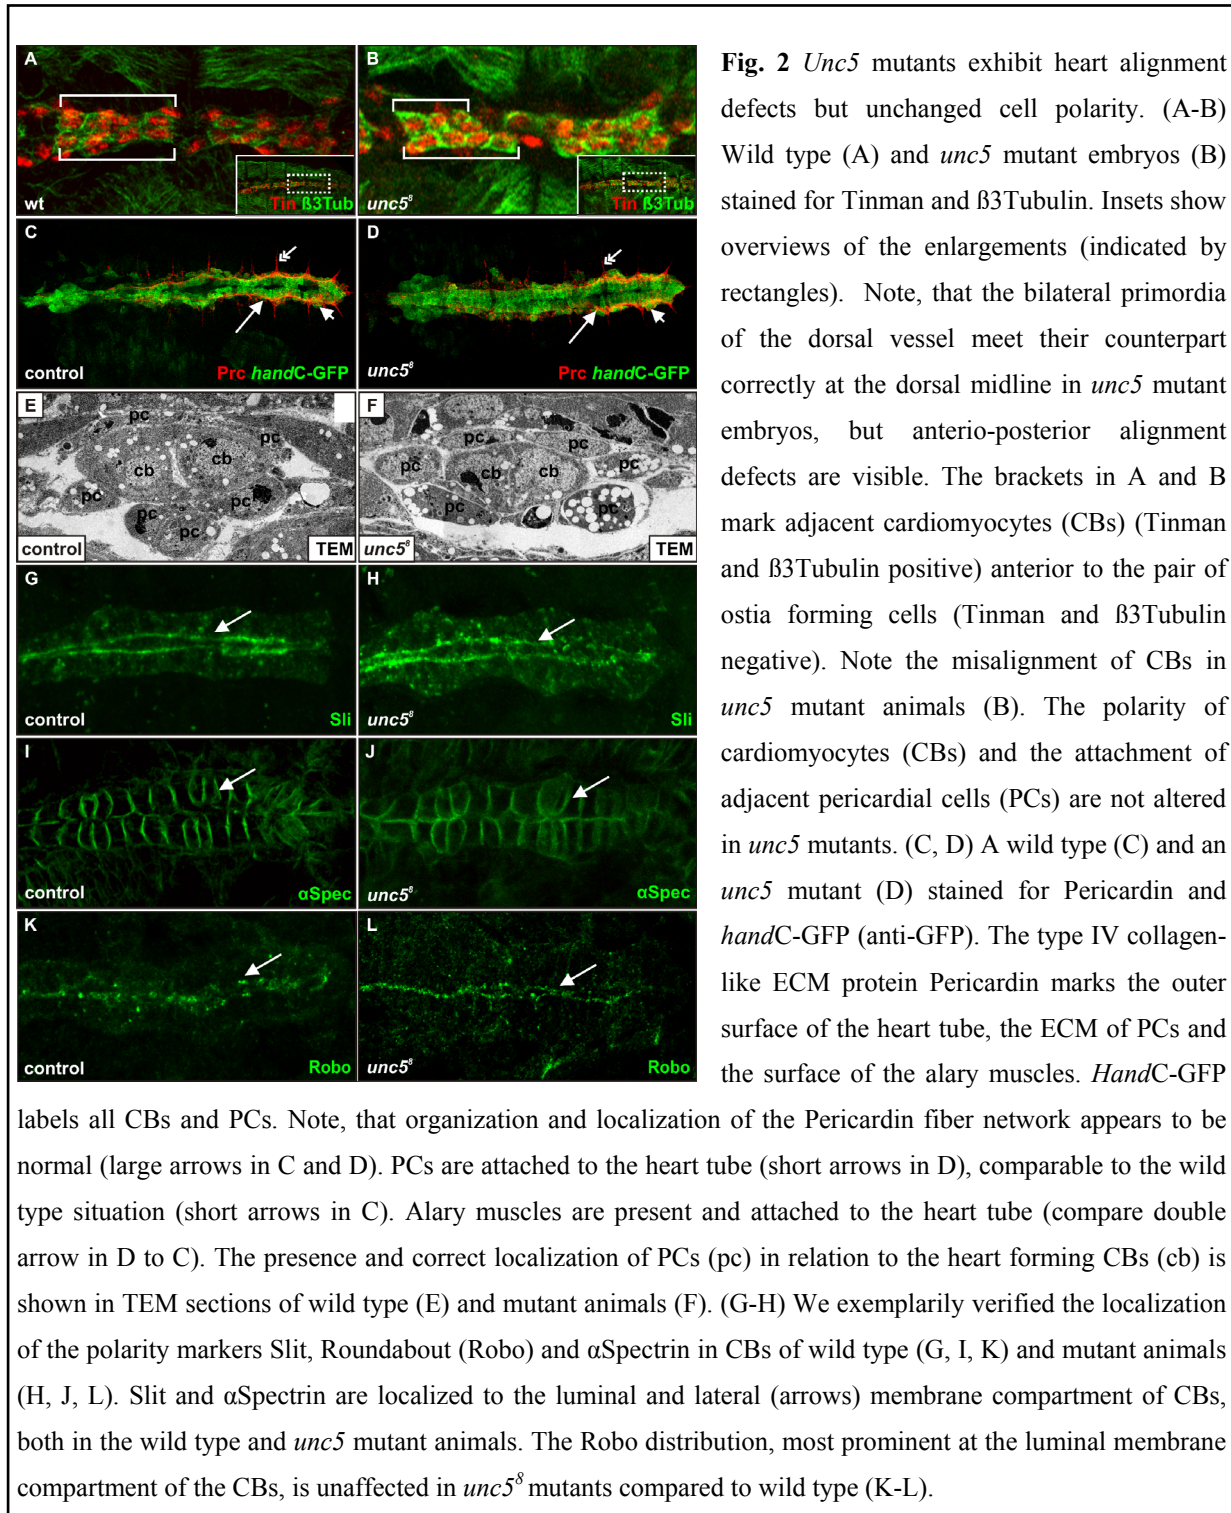 A
B
wt
Tin ß3Tub
unc5⁸
Tin ß3Tub
C
D
control
Prc handC-GFP
unc5⁸
Prc handC-GFP
E
pc
pc
cb
cb
pc
pc
pc
pc
control
TEM
F
pc
pc
pc
cb
cb
pc
pc
pc
unc5⁸
TEM
G
H
control
Sli
unc5⁸
Sli
I
J
control
αSpec
unc5⁸
αSpec
K
L
control
Robo
unc5⁸
Robo
Fig. 2 Unc5 mutants exhibit heart alignment
defects but unchanged cell polarity. (A-B)
Wild type (A) and unc5 mutant embryos (B)
stained for Tinman and ß3Tubulin. Insets show
overviews of the enlargements (indicated by
rectangles). Note, that the bilateral primordia
of the dorsal vessel meet their counterpart
correctly at the dorsal midline in unc5 mutant
embryos, but anterio-posterior alignment
defects are visible. The brackets in A and B
mark adjacent cardiomyocytes (CBs) (Tinman
and ß3Tubulin positive) anterior to the pair of
ostia forming cells (Tinman and ß3Tubulin
negative). Note the misalignment of CBs in
unc5 mutant animals (B). The polarity of
cardiomyocytes (CBs) and the attachment of
adjacent pericardial cells (PCs) are not altered
in unc5 mutants. (C, D) A wild type (C) and an
unc5 mutant (D) stained for Pericardin and
handC-GFP (anti-GFP). The type IV collagen-
like ECM protein Pericardin marks the outer
surface of the heart tube, the ECM of PCs and
the surface of the alary muscles. HandC-GFP
labels all CBs and PCs. Note, that organization and localization of the Pericardin fiber network appears to be
normal (large arrows in C and D). PCs are attached to the heart tube (short arrows in D), comparable to the wild
type situation (short arrows in C). Alary muscles are present and attached to the heart tube (compare double
arrow in D to C). The presence and correct localization of PCs (pc) in relation to the heart forming CBs (cb) is
shown in TEM sections of wild type (E) and mutant animals (F). (G-H) We exemplarily verified the localization
of the polarity markers Slit, Roundabout (Robo) and αSpectrin in CBs of wild type (G, I, K) and mutant animals
(H, J, L). Slit and αSpectrin are localized to the luminal and lateral (arrows) membrane compartment of CBs,
both in the wild type and unc5 mutant animals. The Robo distribution, most prominent at the luminal membrane
compartment of the CBs, is unaffected in unc5⁸ mutants compared to wild type (K-L).